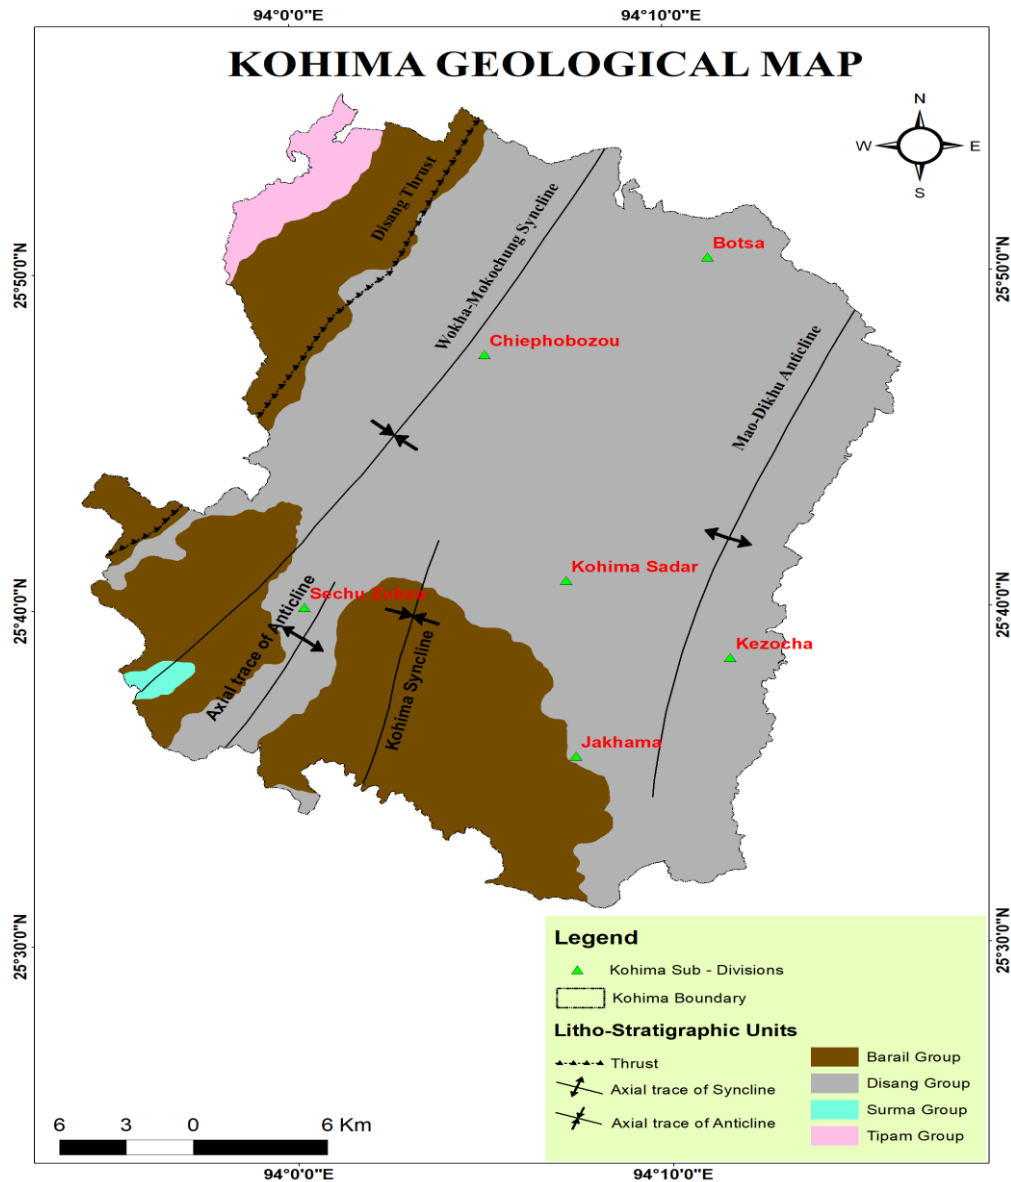 94°0'0"E
94°10'0"E
KOHIMA GEOLOGICAL MAP
N
W
E
S
Disang Thrust
Wokha-Mokochung Syncline
Botsa
25°50'0"N
25°50'0"N
Chiephobozou
Mao-Dikhu Anticline
Kohima Sadar
Sechu Zubza
25°40'0"N
25°40'0"N
Axial trace of Anticline
Kezocha
Kohima Syncline
Jakhama
25°30'0"N
25°30'0"N
Legend
Kohima Sub - Divisions
Kohima Boundary
Litho-Stratigraphic Units
Thrust
Axial trace of Syncline
Axial trace of Anticline
Barail Group
Disang Group
Surma Group
Tipam Group
6 3 0 6 Km
94°0'0"E
94°10'0"E